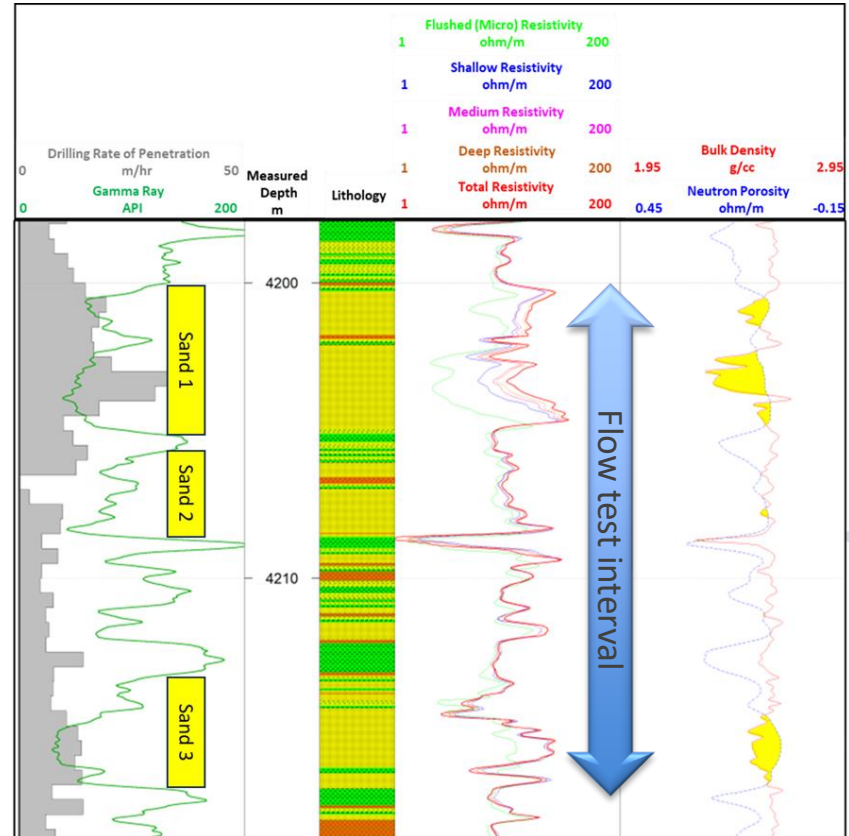 Flushed (Micro) Resistivity
ohm/m
1 200
Shallow Resistivity
ohm/m
1 200
Medium Resistivity
ohm/m
1 200
Drilling Rate of Penetration
m/hr
0 50
Gamma Ray
API
0 200
Measured
Depth
m
Lithology
Deep Resistivity
ohm/m
1 200
Total Resistivity
ohm/m
1 200
Bulk Density
g/cc
1.95 2.95
Neutron Porosity
ohm/m
0.45 -0.15
4200
Sand 1
Sand 2
4210
Sand 3
Flow test interval